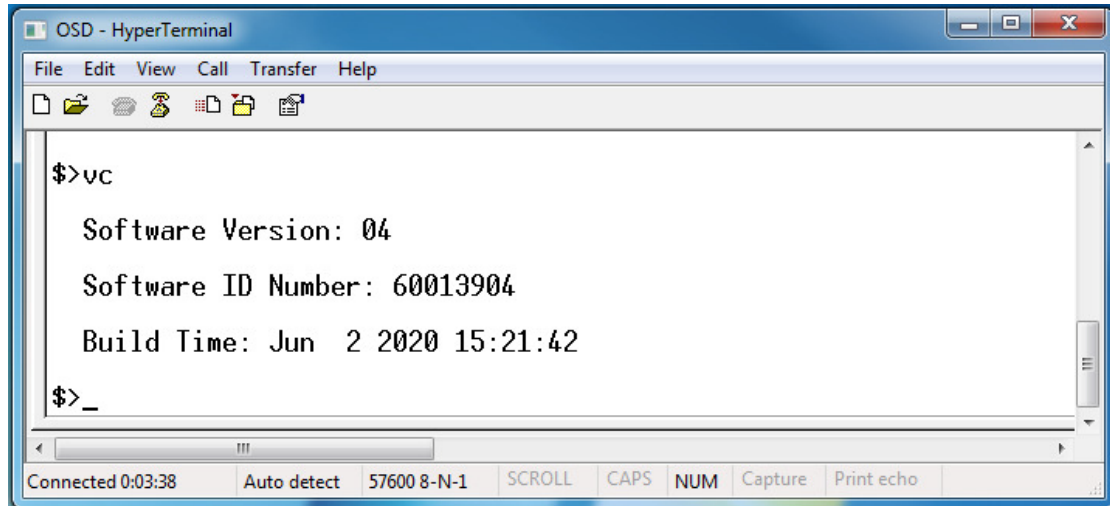 OSD - HyperTerminal
File Edit View Call Transfer Help
$>vc
Software Version: 04
Software ID Number: 60013904
Build Time: Jun  2 2020 15:21:42
$>_
Connected 0:03:38 Auto detect 57600 8-N-1 SCROLL CAPS NUM Capture Print echo